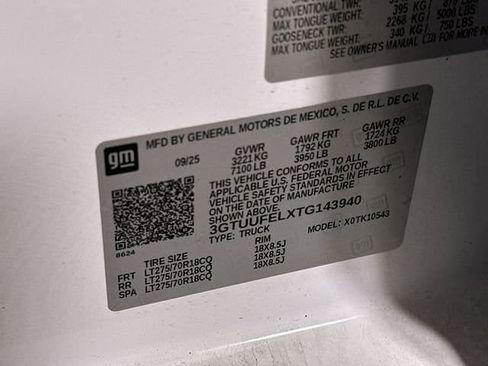 CONVENTIONAL TWR:
MAX TONGUE WEIGHT: 395 KG / 870 LBS
GOOSENECK TWR: 2268 KG / 5000 LBS
MAX TONGUE WEIGHT: 340 KG / 750 LBS
SEE OWNER'S MANUAL FOR MORE
gm
MFD BY GENERAL MOTORS DE MEXICO, S. DE R.L. DE C.V.
09/25 GVWR GAWR FRT GAWR RR
3221 KG 1792 KG 1724 KG
7100 LB 3950 LB 3800 LB
THIS VEHICLE CONFORMS TO ALL
APPLICABLE U.S. FEDERAL MOTOR
VEHICLE SAFETY STANDARDS IN EFFECT
ON THE DATE OF MANUFACTURE
SHOWN ABOVE.
3GTUUFELXTG143940
TYPE: TRUCK MODEL: X0TK10543
8624
TIRE SIZE RIM
FRT LT275/70R18CQ 18X8.5J
RR LT275/70R18CQ 18X8.5J
SPA LT275/70R18CQ 18X8.5J